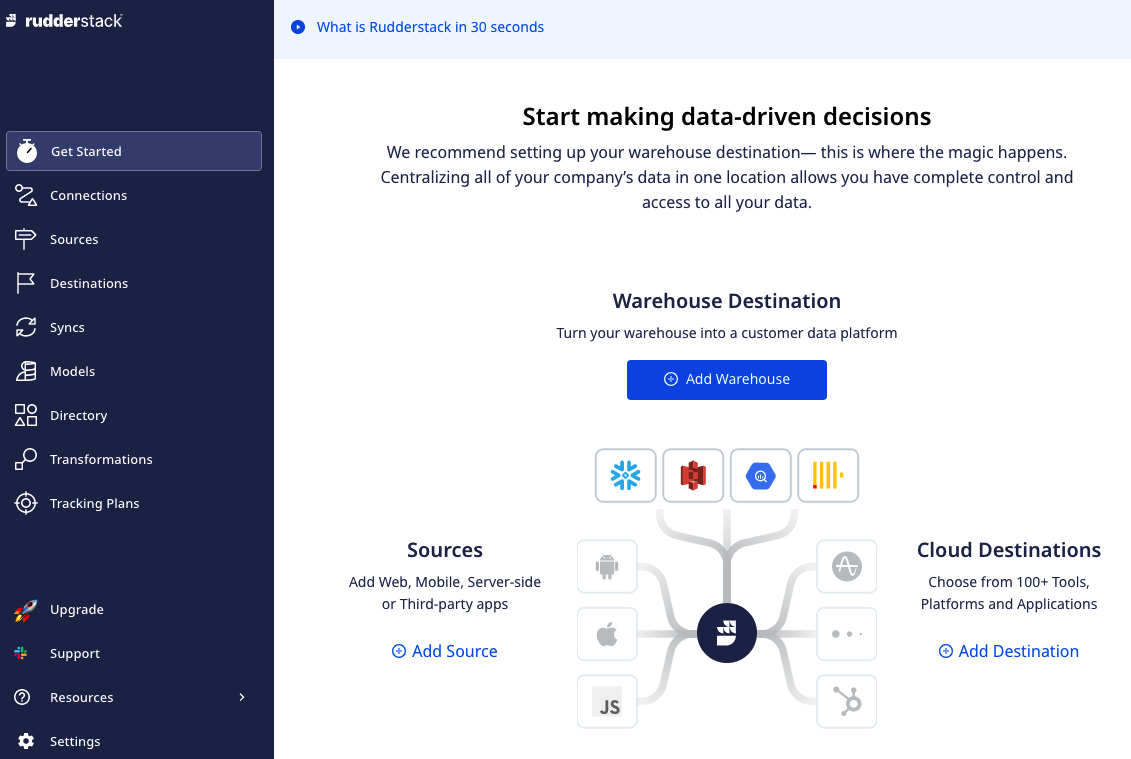 rudderstack
Get Started
Connections
Sources
Destinations
Syncs
Models
Directory
Transformations
Tracking Plans
Upgrade
Support
Resources
Settings
What is Rudderstack in 30 seconds
Start making data-driven decisions
We recommend setting up your warehouse destination— this is where the magic happens.
Centralizing all of your company’s data in one location allows you have complete control and
access to all your data.
Warehouse Destination
Turn your warehouse into a customer data platform
Add Warehouse
Sources
Add Web, Mobile, Server-side
or Third-party apps
Add Source
JS
Cloud Destinations
Choose from 100+ Tools,
Platforms and Applications
Add Destination